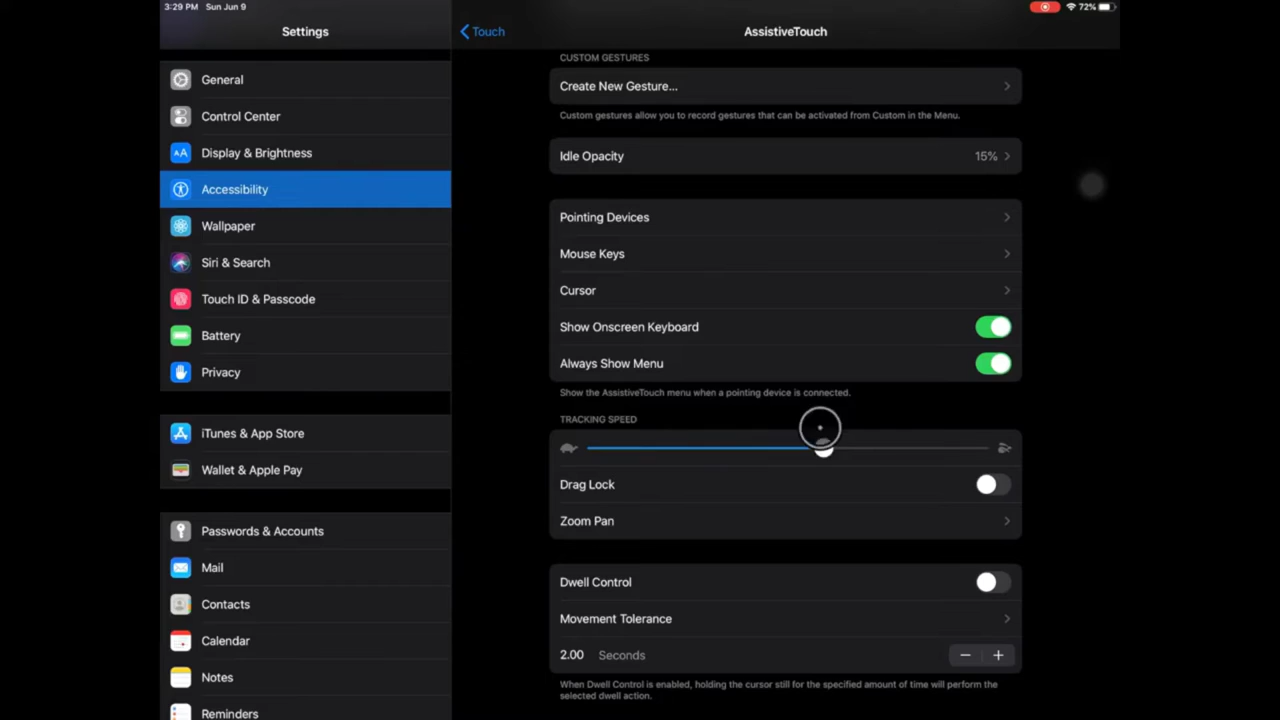 3:29 PM Sun Jun 9
72%
Settings
Touch
AssistiveTouch
General
Control Center
Display & Brightness
Accessibility
Wallpaper
Siri & Search
Touch ID & Passcode
Battery
Privacy
iTunes & App Store
Wallet & Apple Pay
Passwords & Accounts
Mail
Contacts
Calendar
Notes
Reminders
CUSTOM GESTURES
Create New Gesture...
Custom gestures allow you to record gestures that can be activated from Custom in the Menu.
Idle Opacity 15%
Pointing Devices
Mouse Keys
Cursor
Show Onscreen Keyboard
Always Show Menu
Show the AssistiveTouch menu when a pointing device is connected.
TRACKING SPEED
Drag Lock
Zoom Pan
Dwell Control
Movement Tolerance
2.00 Seconds
When Dwell Control is enabled, holding the cursor still for the specified amount of time will perform the
selected dwell action.